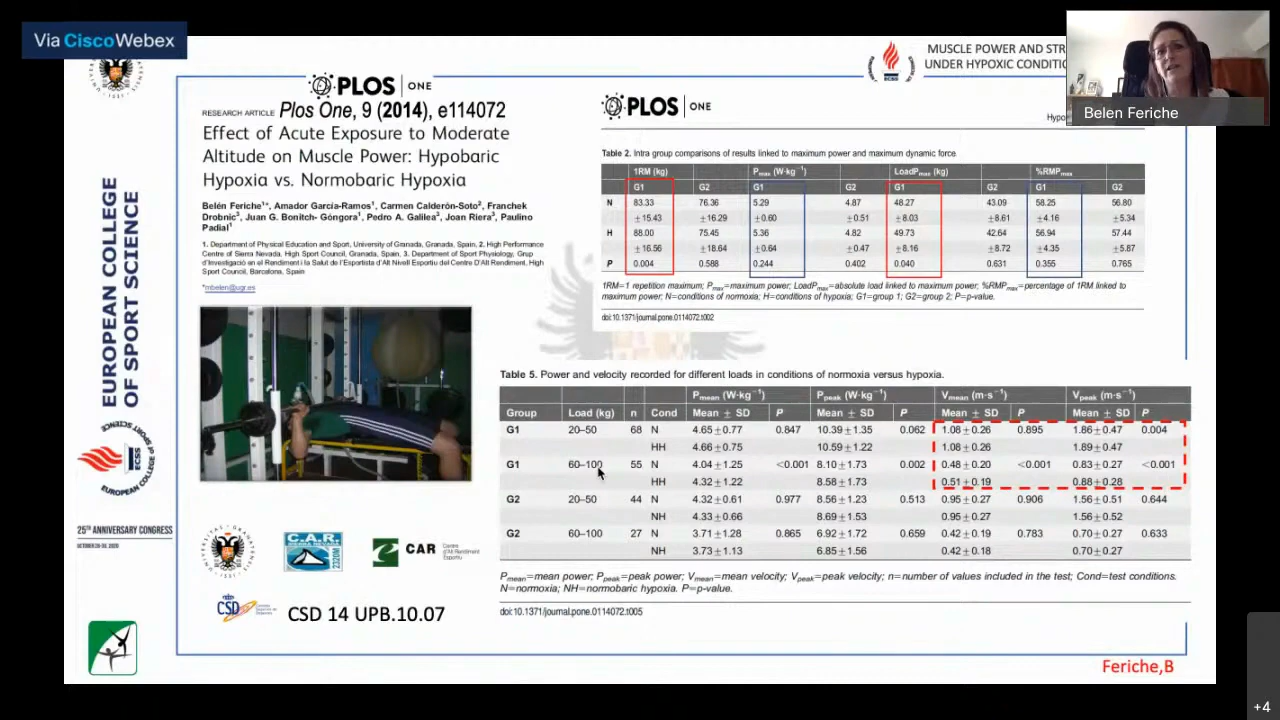 Via CiscoWebex
MUSCLE POWER AND STR
UNDER HYPOXIC CONDITIO
Belen Feriche
PLOS ONE
RESEARCH ARTICLE Plos One, 9 (2014), e114072
Effect of Acute Exposure to Moderate
Altitude on Muscle Power: Hypobaric
Hypoxia vs. Normobaric Hypoxia
Belén Feriche¹*, Amador García-Ramos¹, Carmen Calderón-Soto², Franchek
Drobnic³, Juan G. Bonitch-Góngora¹, Pedro A. Galilea³, Joan Riera³, Paulino
Padial¹
1. Department of Physical Education and Sport, University of Granada, Granada, Spain, 2. High Performance
Centre of Sierra Nevada. High Sport Council, Granada, Spain, 3. Department of Sport Physiology, Grup
d'Investigació en el Rendiment i la Salut de l'Esportista d'Alt Nivell Esportiu del Centre D'Alt Rendiment, High
Sport Council, Barcelona, Spain
*mbelen@ugr.es
PLOS ONE
Hypo
Table 2. Intra group comparisons of results linked to maximum power and maximum dynamic force.
1RM (kg) Pmax (W·kg⁻¹) LoadPmax (kg) %RMPmax
G1 G2 G1 G2 G1 G2 G1 G2
N 83.33 76.36 5.29 4.87 48.27 43.09 58.25 56.80
±15.43 ±16.29 ±0.60 ±0.51 ±8.03 ±8.61 ±4.16 ±5.34
H 88.00 75.45 5.36 4.82 49.73 42.64 56.94 57.44
±16.56 ±18.64 ±0.64 ±0.47 ±8.16 ±8.72 ±4.35 ±5.87
P 0.004 0.588 0.244 0.402 0.040 0.631 0.355 0.765
1RM=1 repetition maximum; Pmax=maximum power; LoadPmax=absolute load linked to maximum power; %RMPmax=percentage of 1RM linked to
maximum power; N=conditions of normoxia; H=conditions of hypoxia; G1=group 1; G2=group 2; P=p-value.
doi:10.1371/journal.pone.0114072.t002
Table 5. Power and velocity recorded for different loads in conditions of normoxia versus hypoxia.
Pmean (W·kg⁻¹) Ppeak (W·kg⁻¹) Vmean (m·s⁻¹) Vpeak (m·s⁻¹)
Group Load (kg) n Cond Mean ± SD P Mean ± SD P Mean ± SD P Mean ± SD P
G1 20–50 68 N 4.65±0.77 0.847 10.39±1.35 0.062 1.08±0.26 0.895 1.86±0.47 0.004
HH 4.66±0.75 10.59±1.22 1.08±0.26 1.89±0.47
G1 60–100 55 N 4.04±1.25 <0.001 8.10±1.73 0.002 0.48±0.20 <0.001 0.83±0.27 <0.001
HH 4.32±1.22 8.58±1.73 0.51±0.19 0.88±0.28
G2 20–50 44 N 4.32±0.61 0.977 8.56±1.23 0.513 0.95±0.27 0.906 1.56±0.51 0.644
NH 4.33±0.66 8.69±1.53 0.95±0.27 1.56±0.52
G2 60–100 27 N 3.71±1.28 0.865 6.92±1.72 0.659 0.42±0.19 0.783 0.70±0.27 0.633
NH 3.73±1.13 6.85±1.56 0.42±0.18 0.70±0.27
Pmean=mean power; Ppeak=peak power; Vmean=mean velocity; Vpeak=peak velocity; n=number of values included in the test; Cond=test conditions.
N=normoxia; NH=normobaric hypoxia. P=p-value.
doi:10.1371/journal.pone.0114072.t005
EUROPEAN COLLEGE
OF SPORT SCIENCE
EUROPEAN COLLEGE OF SPORT SCIENCE
ECSS
25TH ANNIVERSARY CONGRESS
C.A.R.
SIERRA NEVADA
2320M
CAR Centre d'Alt Rendiment Esportiu
CSD
CSD 14 UPB.10.07
Feriche,B
+4